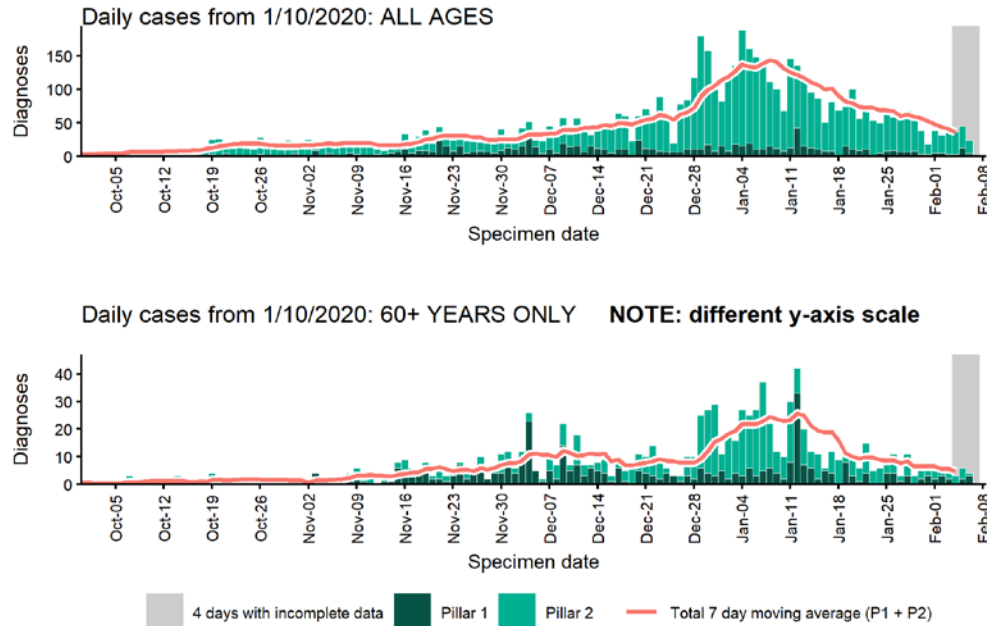 Daily cases from 1/10/2020: ALL AGES
Diagnoses
150
100
50
0
Oct-05 Oct-12 Oct-19 Oct-26 Nov-02 Nov-09 Nov-16 Nov-23 Nov-30 Dec-07 Dec-14 Dec-21 Dec-28 Jan-04 Jan-11 Jan-18 Jan-25 Feb-01 Feb-08
Specimen date
Daily cases from 1/10/2020: 60+ YEARS ONLY NOTE: different y-axis scale
Diagnoses
40
30
20
10
0
Oct-05 Oct-12 Oct-19 Oct-26 Nov-02 Nov-09 Nov-16 Nov-23 Nov-30 Dec-07 Dec-14 Dec-21 Dec-28 Jan-04 Jan-11 Jan-18 Jan-25 Feb-01 Feb-08
Specimen date
4 days with incomplete data Pillar 1 Pillar 2 Total 7 day moving average (P1 + P2)